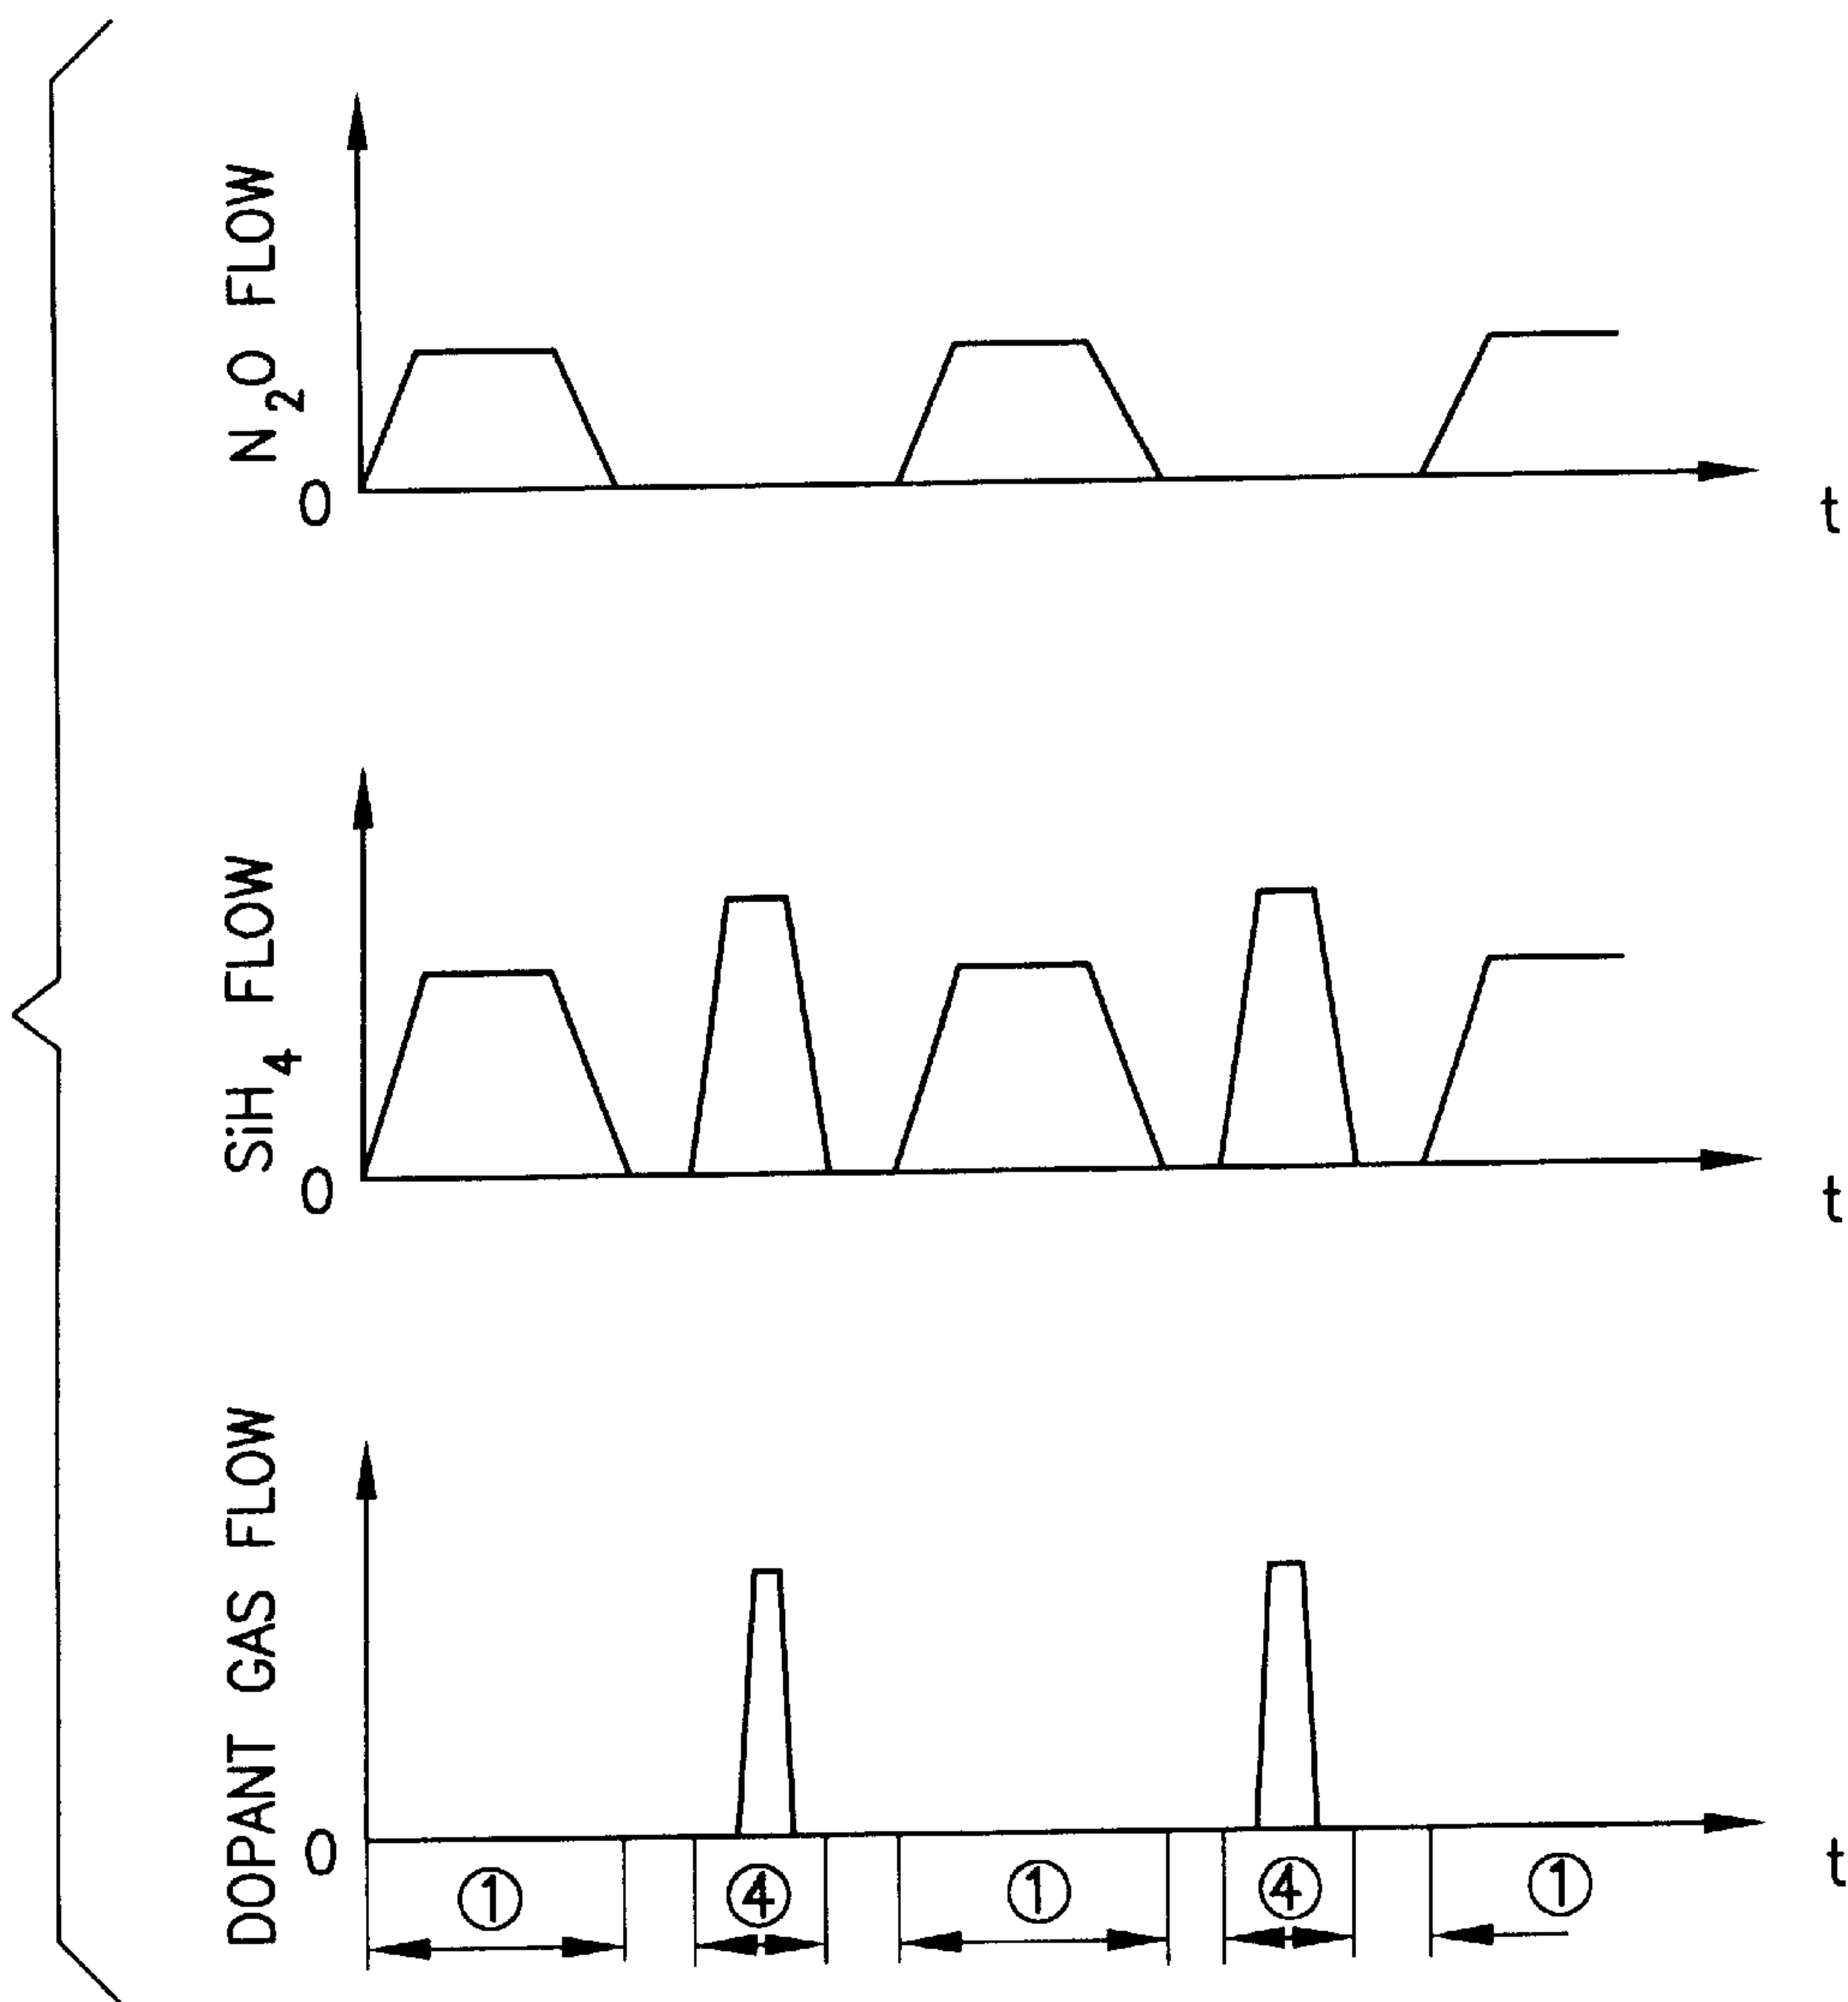 N2O FLOW
0
t
SiH4 FLOW
0
t
DOPANT GAS FLOW
0
t
① ④ ① ④ ①